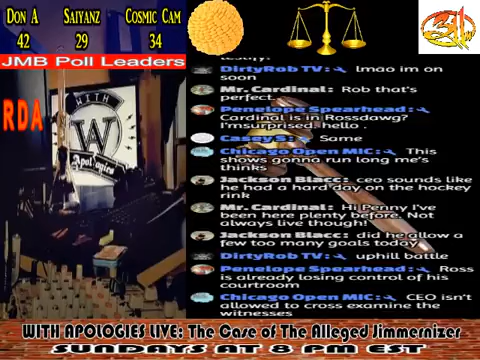 Don A Saiyanz Cosmic Cam
42 29 34
JMB Poll Leaders
RDA
WITH
W
Apologies
testify.
DirtyRob TV: lmao im on
soon
Mr. Cardinal: Rob that's
perfect.
Penelope Spearhead:
Cardinal is in Rossdawg?
I'msurprised, hello .
Casey S: Same
Chicago Open MIC: This
shows gonna run long me's
thinks
Jackson Blacc: ceo sounds like
he had a hard day on the hockey
rink
Mr. Cardinal: Hi Penny I've
been here plenty before. Not
always live though!
Jackson Blacc: did he allow a
few too many goals today
DirtyRob TV: uphill battle
Penelope Spearhead: Ross
is already losing control of his
courtroom
Chicago Open MIC: CEO isn't
allowed to cross examine the
witnesses
WITH APOLOGIES LIVE: The Case of The Alleged Jimmernizer
SUNDAYS AT 8 PM EST